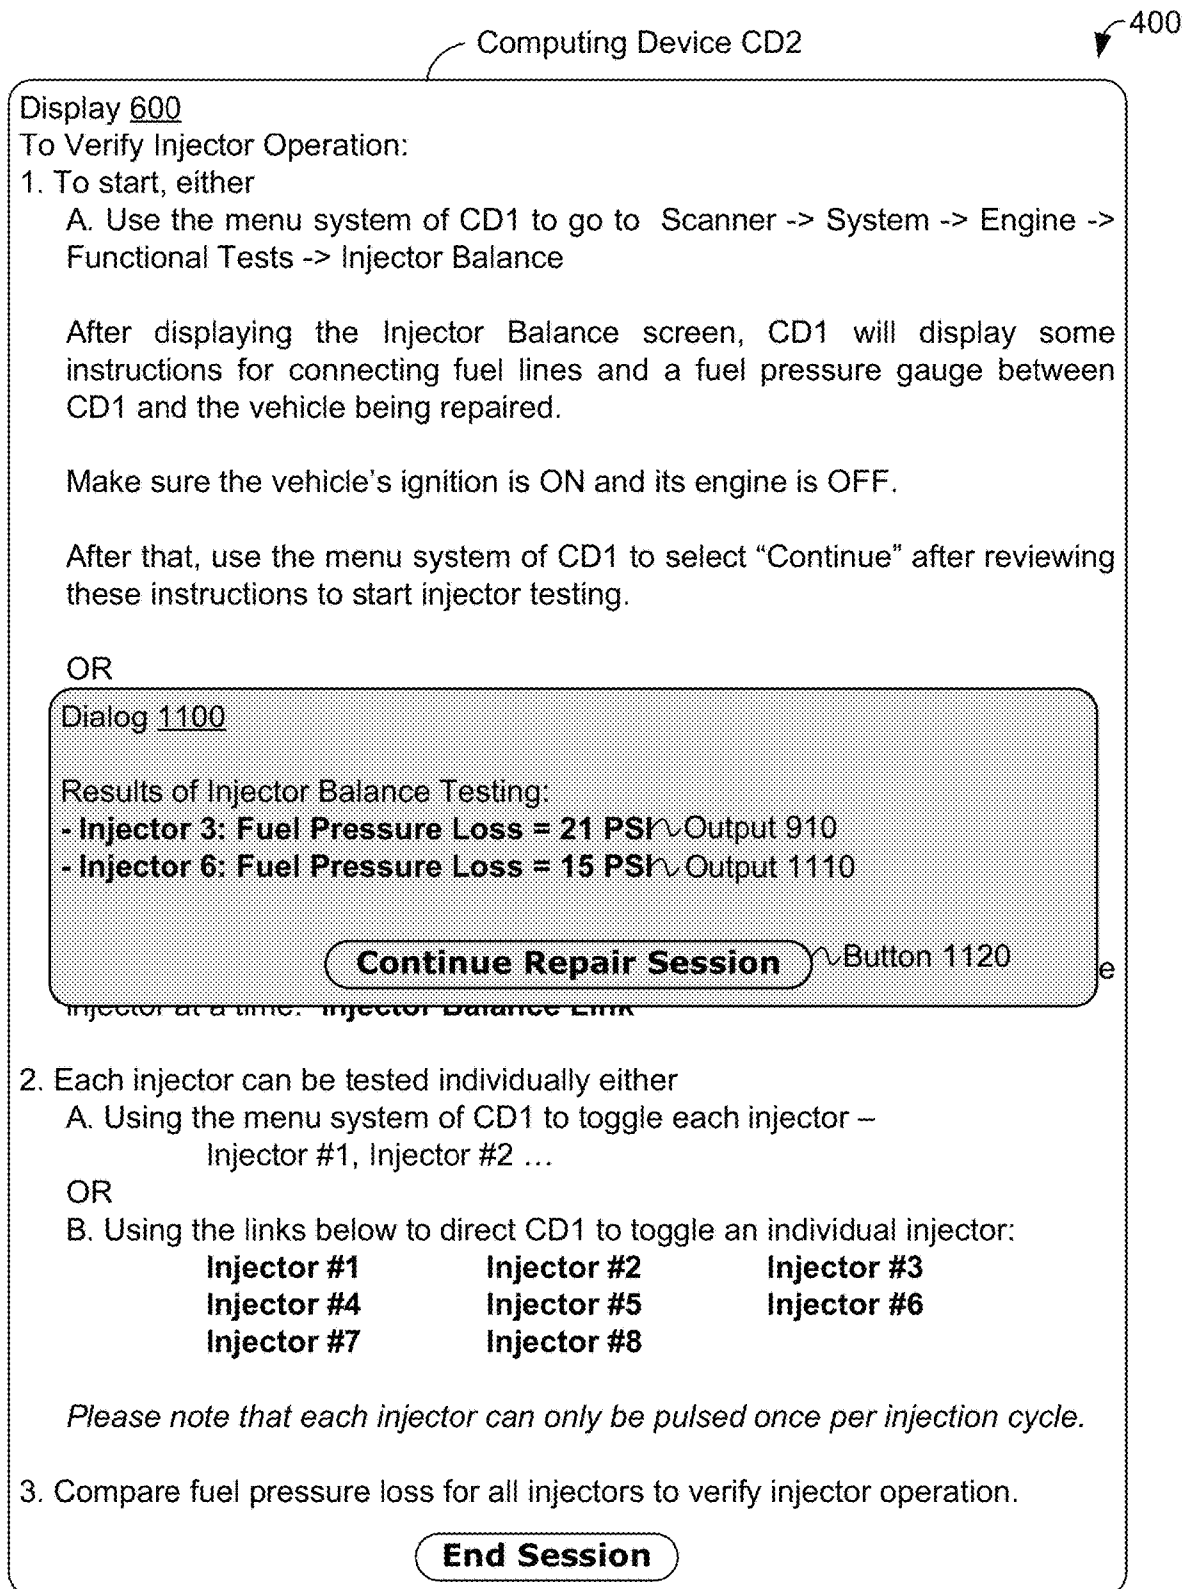 400
Computing Device CD2
Display 600
To Verify Injector Operation:
1. To start, either
A. Use the menu system of CD1 to go to Scanner -> System -> Engine ->
Functional Tests -> Injector Balance
After displaying the Injector Balance screen, CD1 will display some
instructions for connecting fuel lines and a fuel pressure gauge between
CD1 and the vehicle being repaired.
Make sure the vehicle's ignition is ON and its engine is OFF.
After that, use the menu system of CD1 to select “Continue” after reviewing
these instructions to start injector testing.
OR
Dialog 1100
Results of Injector Balance Testing:
- Injector 3: Fuel Pressure Loss = 21 PSI Output 910
- Injector 6: Fuel Pressure Loss = 15 PSI Output 1110
Continue Repair Session Button 1120
e
injector at a time. Injector Balance Link
2. Each injector can be tested individually either
A. Using the menu system of CD1 to toggle each injector –
Injector #1, Injector #2 ...
OR
B. Using the links below to direct CD1 to toggle an individual injector:
Injector #1 Injector #2 Injector #3
Injector #4 Injector #5 Injector #6
Injector #7 Injector #8
Please note that each injector can only be pulsed once per injection cycle.
3. Compare fuel pressure loss for all injectors to verify injector operation.
End Session